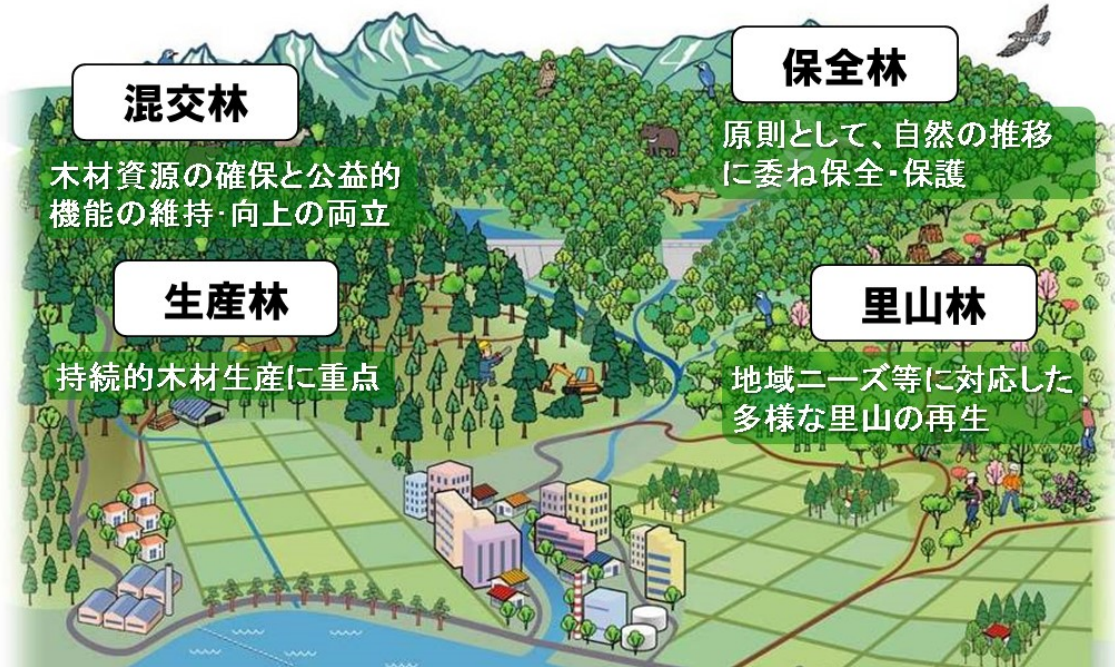 混交林
木材資源の確保と公益的
機能の維持･向上の両立
保全林
原則として、自然の推移
に委ね保全･保護
生産林
持続的木材生産に重点
里山林
地域ニーズ等に対応した
多様な里山の再生